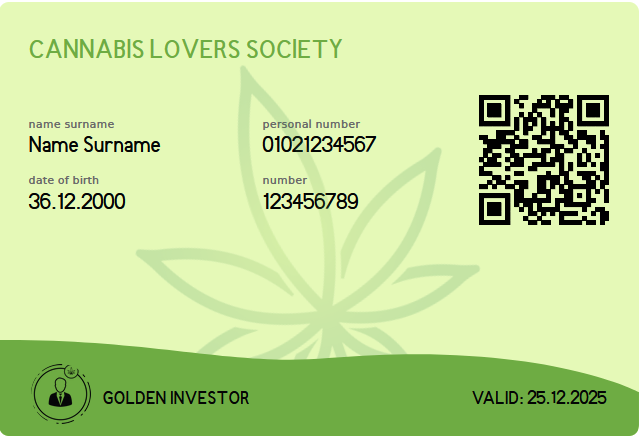 CANNABIS LOVERS SOCIETY
name surname
Name Surname
personal number
01021234567
date of birth
36.12.2000
number
123456789
GOLDEN INVESTOR
VALID: 25.12.2025